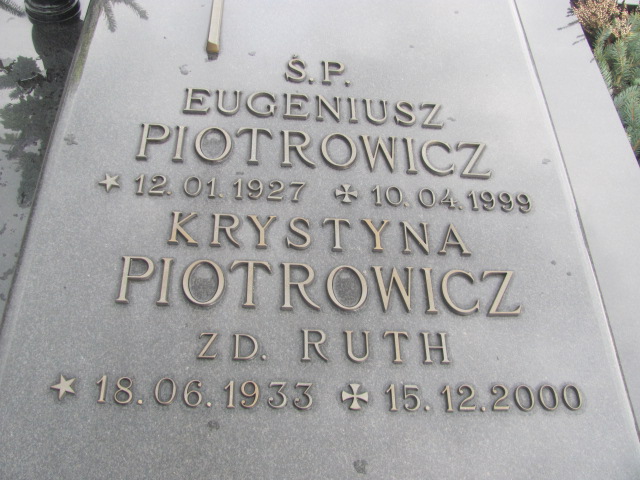 Ś.P.
EUGENIUSZ
PIOTROWICZ
★ 12.01.1927 ✠ 10.04.1999
KRYSTYNA
PIOTROWICZ
ZD. RUTH
★ 18.06.1933 ✠ 15.12.2000